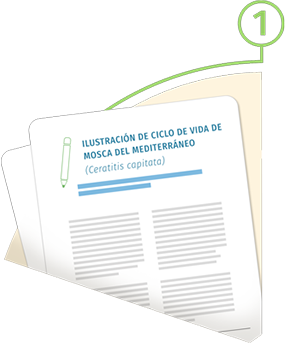 1
ILUSTRACIÓN DE CICLO DE VIDA DE
MOSCA DEL MEDITERRÁNEO
(Ceratitis capitata)